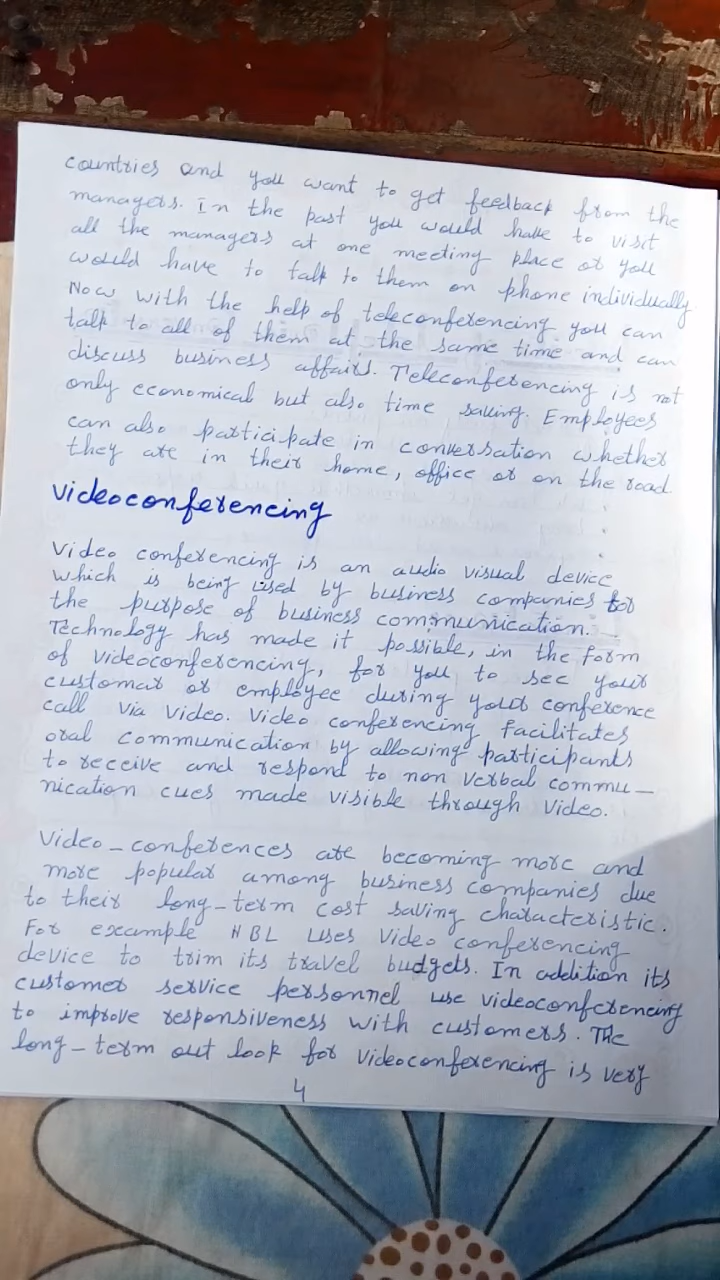 countries and you want to get feedback from the
managers. In the past you would have to visit
all the managers at one meeting place or you
would have to talk to them on phone individually
Now with the help of teleconferencing you can
talk to all of them at the same time and can
discuss business affairs. Teleconferencing is not
only economical but also time saving. Employees
can also participate in conversation whether
they are in their home, office or on the road.
Videoconferencing
Video conferencing is an audio visual device
which is being used by business companies for
the purpose of business communication.
Technology has made it possible, in the form
of videoconferencing, for you to see your
customar or employee during your conference
call via video. Video conferencing facilitates
oral communication by allowing participants
to receive and respond to non verbal commu-
nication cues made visible through video.
Video-conferences are becoming more and
more popular among business companies due
to their long-term cost saving characteristic.
For example HBL uses video conferencing
device to trim its travel budgets. In addition its
customer service personnel use videoconferencing
to improve responsiveness with customers. The
long-term out look for videoconferencing is very
4